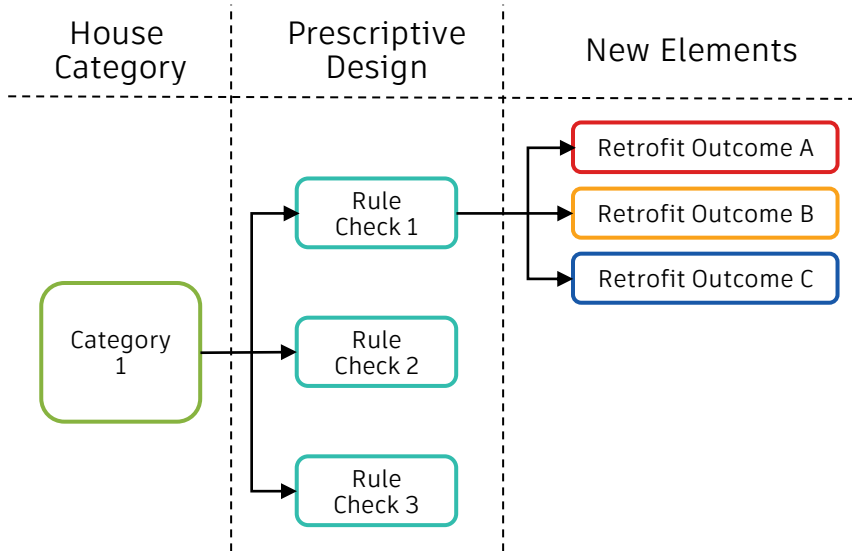 House
Category
Prescriptive
Design
New Elements
Retrofit Outcome A
Rule
Check 1
Retrofit Outcome B
Retrofit Outcome C
Category
1
Rule
Check 2
Rule
Check 3